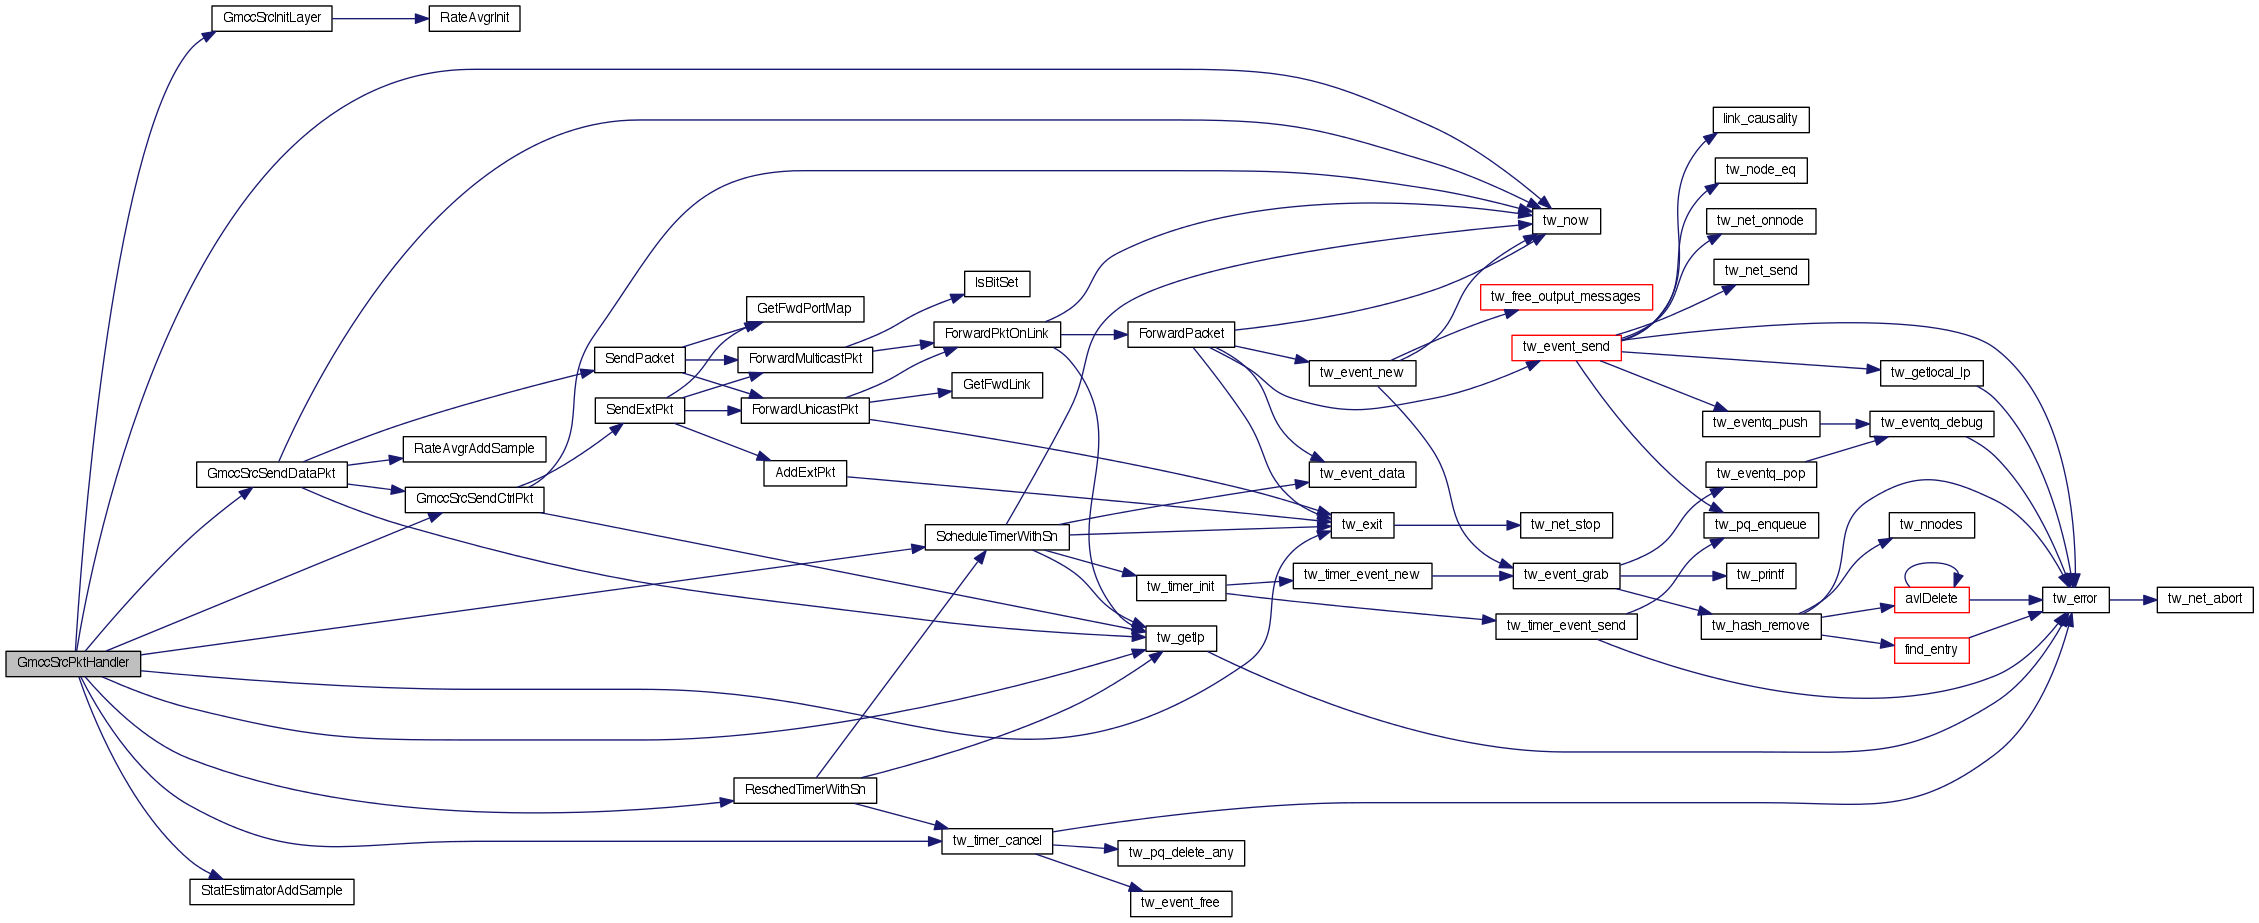 GmccSrcInitLayer
RateAvgrInit
link_causality
tw_node_eq
tw_now
tw_net_onnode
tw_net_send
IsBitSet
GetFwdPortMap
tw_free_output_messages
ForwardPktOnLink
ForwardPacket
tw_event_send
SendPacket
ForwardMulticastPkt
tw_event_new
tw_getlocal_lp
GetFwdLink
SendExtPkt
ForwardUnicastPkt
tw_eventq_push
tw_eventq_debug
RateAvgrAddSample
GmccSrcSendDataPkt
AddExtPkt
tw_event_data
tw_eventq_pop
GmccSrcSendCtrlPkt
tw_exit
tw_net_stop
tw_pq_enqueue
tw_nnodes
ScheduleTimerWithSn
tw_timer_event_new
tw_event_grab
tw_printf
tw_timer_init
avlDelete
tw_error
tw_net_abort
tw_timer_event_send
tw_hash_remove
tw_getlp
find_entry
GmccSrcPktHandler
ReschedTimerWithSn
tw_timer_cancel
tw_pq_delete_any
StatEstimatorAddSample
tw_event_free